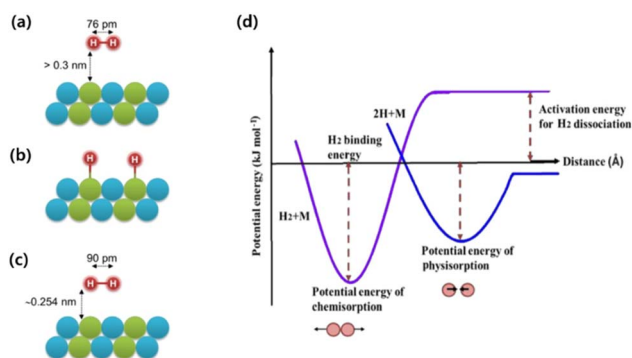 (a)
76 pm
H H
> 0.3 nm
(b)
H H
(c)
90 pm
H H
~0.254 nm
(d)
Potential energy (kJ mol⁻¹)
2H+M
H2 binding
energy
H2+M
Activation energy
for H2 dissociation
Distance (Å)
Potential energy of
physisorption
Potential energy of
chemisorption